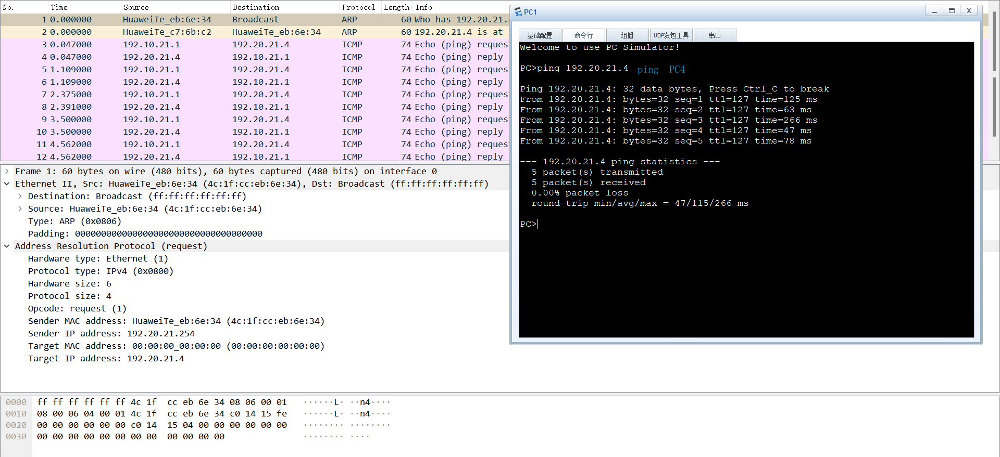 No. Time Source Destination Protocol Length Info
1 0.000000 HuaweiTe_eb:6e:34 Broadcast ARP 60 Who has 192.20.21.
2 0.000000 HuaweiTe_c7:6b:c2 HuaweiTe_eb:6e:34 ARP 60 192.20.21.4 is at
3 0.047000 192.10.21.1 192.20.21.4 ICMP 74 Echo (ping) reques
4 0.047000 192.20.21.4 192.10.21.1 ICMP 74 Echo (ping) reply
5 1.109000 192.10.21.1 192.20.21.4 ICMP 74 Echo (ping) reques
6 1.109000 192.20.21.4 192.10.21.1 ICMP 74 Echo (ping) reply
7 2.375000 192.10.21.1 192.20.21.4 ICMP 74 Echo (ping) reques
8 2.391000 192.20.21.4 192.10.21.1 ICMP 74 Echo (ping) reply
9 3.500000 192.10.21.1 192.20.21.4 ICMP 74 Echo (ping) reques
10 3.500000 192.20.21.4 192.10.21.1 ICMP 74 Echo (ping) reply
11 4.562000 192.10.21.1 192.20.21.4 ICMP 74 Echo (ping) reques
12 4.562000 192.20.21.4 192.10.21.1 ICMP 74 Echo (ping) reply
Frame 1: 60 bytes on wire (480 bits), 60 bytes captured (480 bits) on interface 0
Ethernet II, Src: HuaweiTe_eb:6e:34 (4c:1f:cc:eb:6e:34), Dst: Broadcast (ff:ff:ff:ff:ff:ff)
Destination: Broadcast (ff:ff:ff:ff:ff:ff)
Source: HuaweiTe_eb:6e:34 (4c:1f:cc:eb:6e:34)
Type: ARP (0x0806)
Padding: 000000000000000000000000000000000000
Address Resolution Protocol (request)
Hardware type: Ethernet (1)
Protocol type: IPv4 (0x0800)
Hardware size: 6
Protocol size: 4
Opcode: request (1)
Sender MAC address: HuaweiTe_eb:6e:34 (4c:1f:cc:eb:6e:34)
Sender IP address: 192.20.21.254
Target MAC address: 00:00:00_00:00:00 (00:00:00:00:00:00)
Target IP address: 192.20.21.4
0000 ff ff ff ff ff ff 4c 1f cc eb 6e 34 08 06 00 01 ······L· ··n4····
0010 08 00 06 04 00 01 4c 1f cc eb 6e 34 c0 14 15 fe ······L· ··n4····
0020 00 00 00 00 00 00 c0 14 15 04 00 00 00 00 00 00 ········ ········
0030 00 00 00 00 00 00 00 00 00 00 00 00 ········ ····
PC1
基础配置 命令行 组播 UDP发包工具 串口
Welcome to use PC Simulator!
PC>ping 192.20.21.4 ping PC4
Ping 192.20.21.4: 32 data bytes, Press Ctrl_C to break
From 192.20.21.4: bytes=32 seq=1 ttl=127 time=125 ms
From 192.20.21.4: bytes=32 seq=2 ttl=127 time=63 ms
From 192.20.21.4: bytes=32 seq=3 ttl=127 time=266 ms
From 192.20.21.4: bytes=32 seq=4 ttl=127 time=47 ms
From 192.20.21.4: bytes=32 seq=5 ttl=127 time=78 ms
--- 192.20.21.4 ping statistics ---
5 packet(s) transmitted
5 packet(s) received
0.00% packet loss
round-trip min/avg/max = 47/115/266 ms
PC>